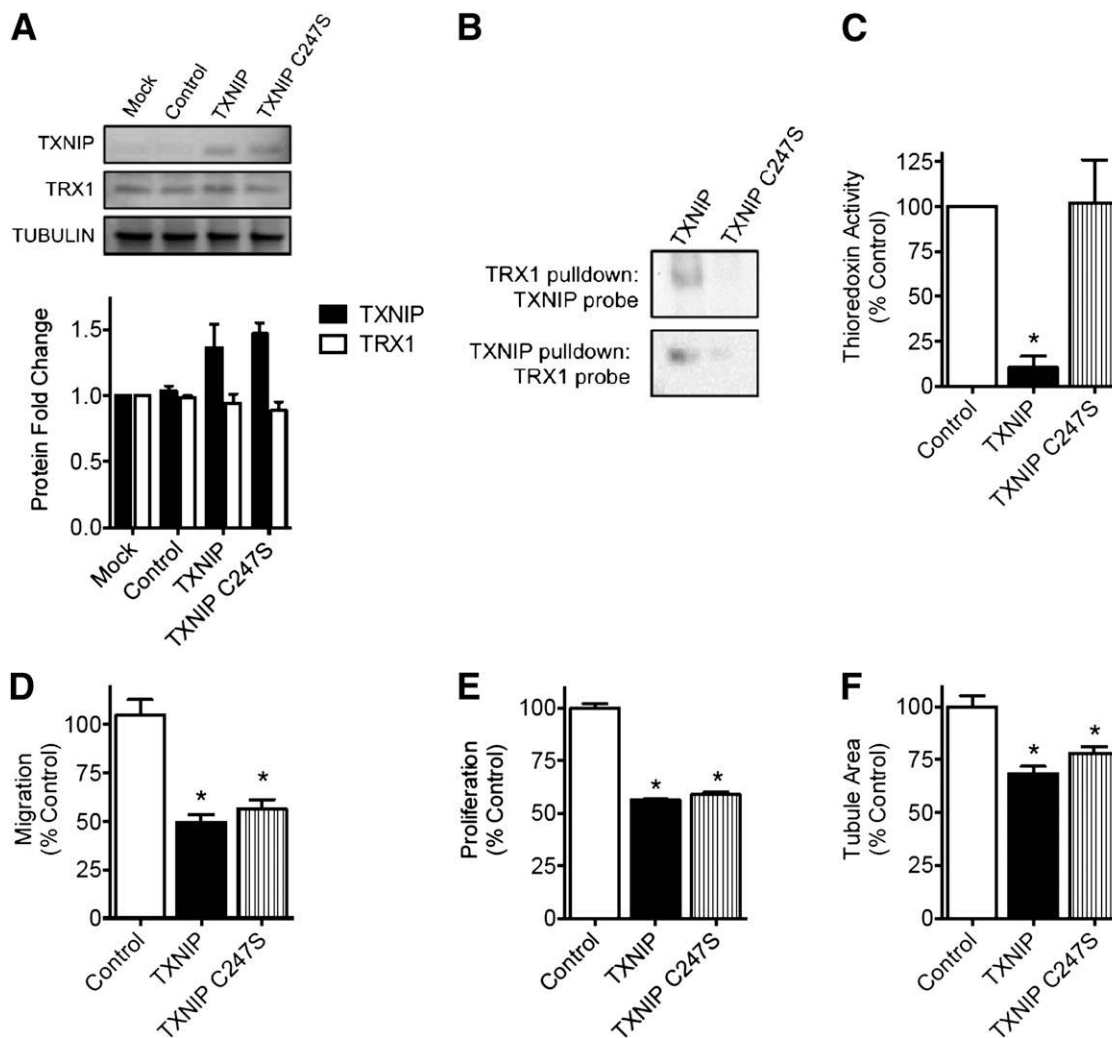 A
Mock
Control
TXNIP
TXNIP C247S
TXNIP
TRX1
TUBULIN
Protein Fold Change
1.5
1.0
0.5
0.0
TXNIP
TRX1
Mock
Control
TXNIP
TXNIP C247S
B
TXNIP
TXNIP C247S
TRX1 pulldown:
TXNIP probe
TXNIP pulldown:
TRX1 probe
C
Thioredoxin Activity
(% Control)
125
100
75
50
25
0
*
Control
TXNIP
TXNIP C247S
D
Migration
(% Control)
100
75
50
25
0
*
*
Control
TXNIP
TXNIP C247S
E
Proliferation
(% Control)
100
75
50
25
0
*
*
Control
TXNIP
TXNIP C247S
F
Tubule Area
(% Control)
100
75
50
25
0
*
*
Control
TXNIP
TXNIP C247S